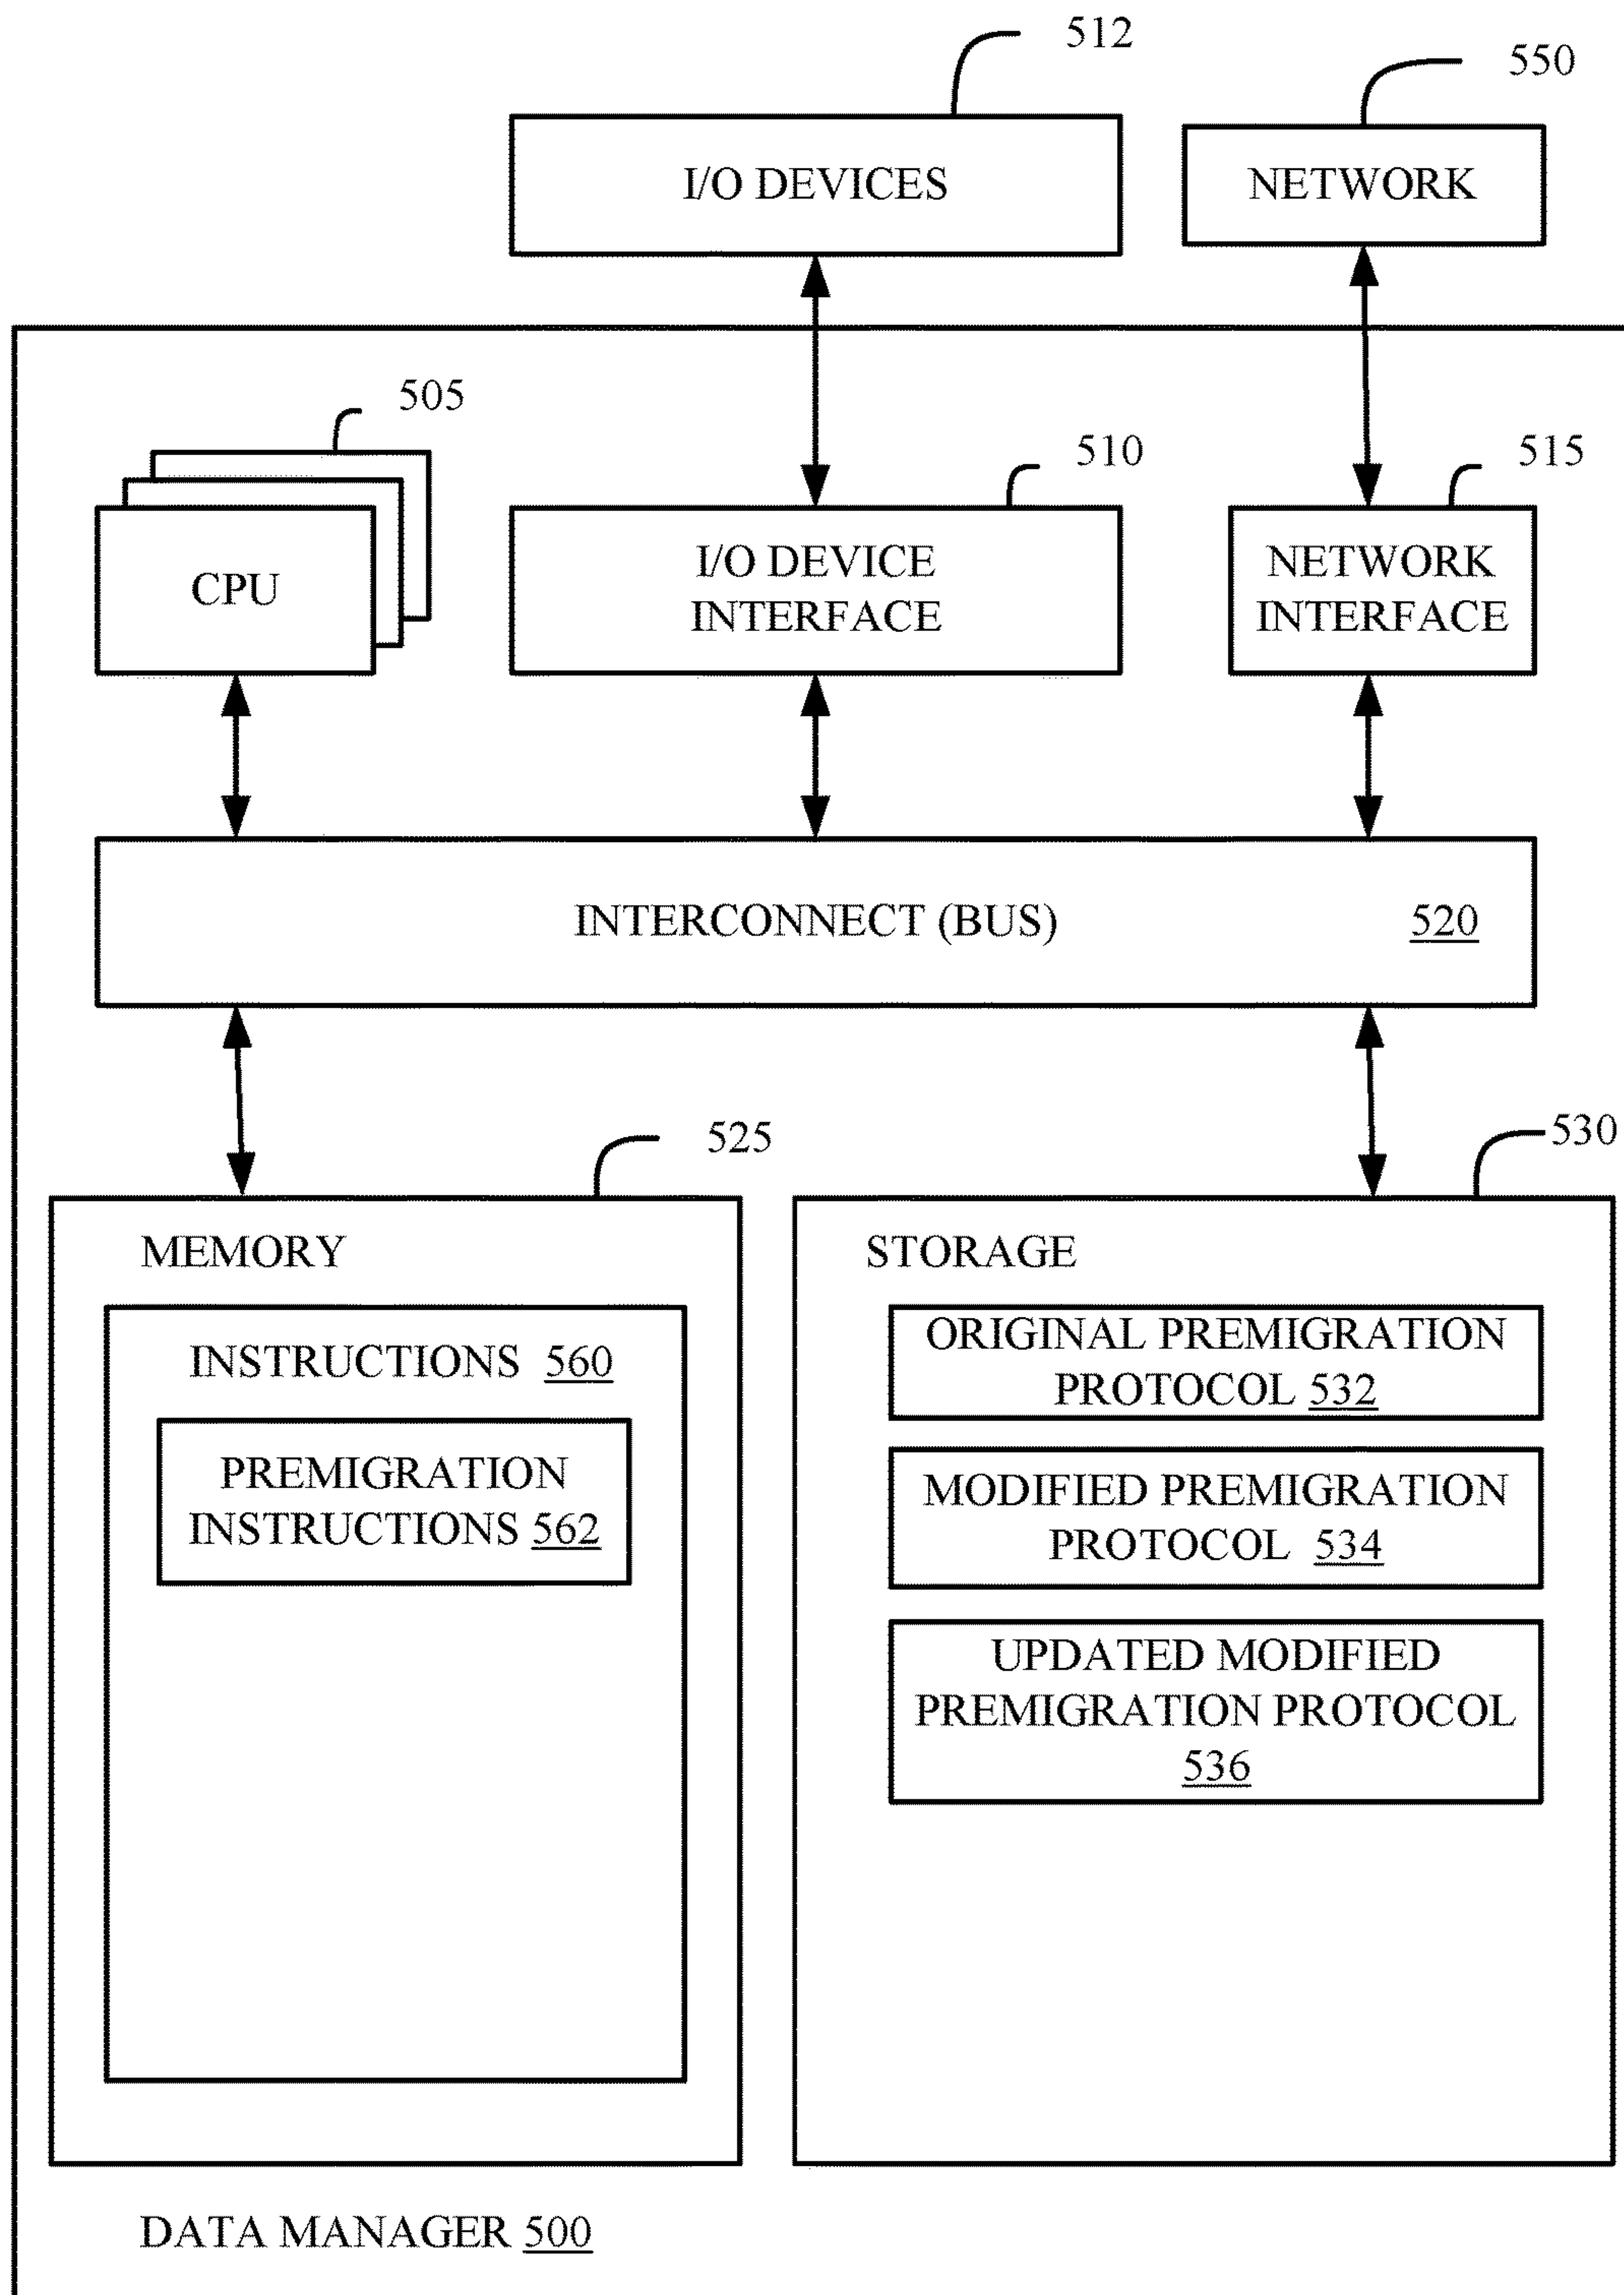 512
550
I/O DEVICES
NETWORK
505
510
515
CPU
I/O DEVICE
INTERFACE
NETWORK
INTERFACE
INTERCONNECT (BUS) 520
525
530
MEMORY
INSTRUCTIONS 560
PREMIGRATION
INSTRUCTIONS 562
STORAGE
ORIGINAL PREMIGRATION
PROTOCOL 532
MODIFIED PREMIGRATION
PROTOCOL 534
UPDATED MODIFIED
PREMIGRATION PROTOCOL
536
DATA MANAGER 500